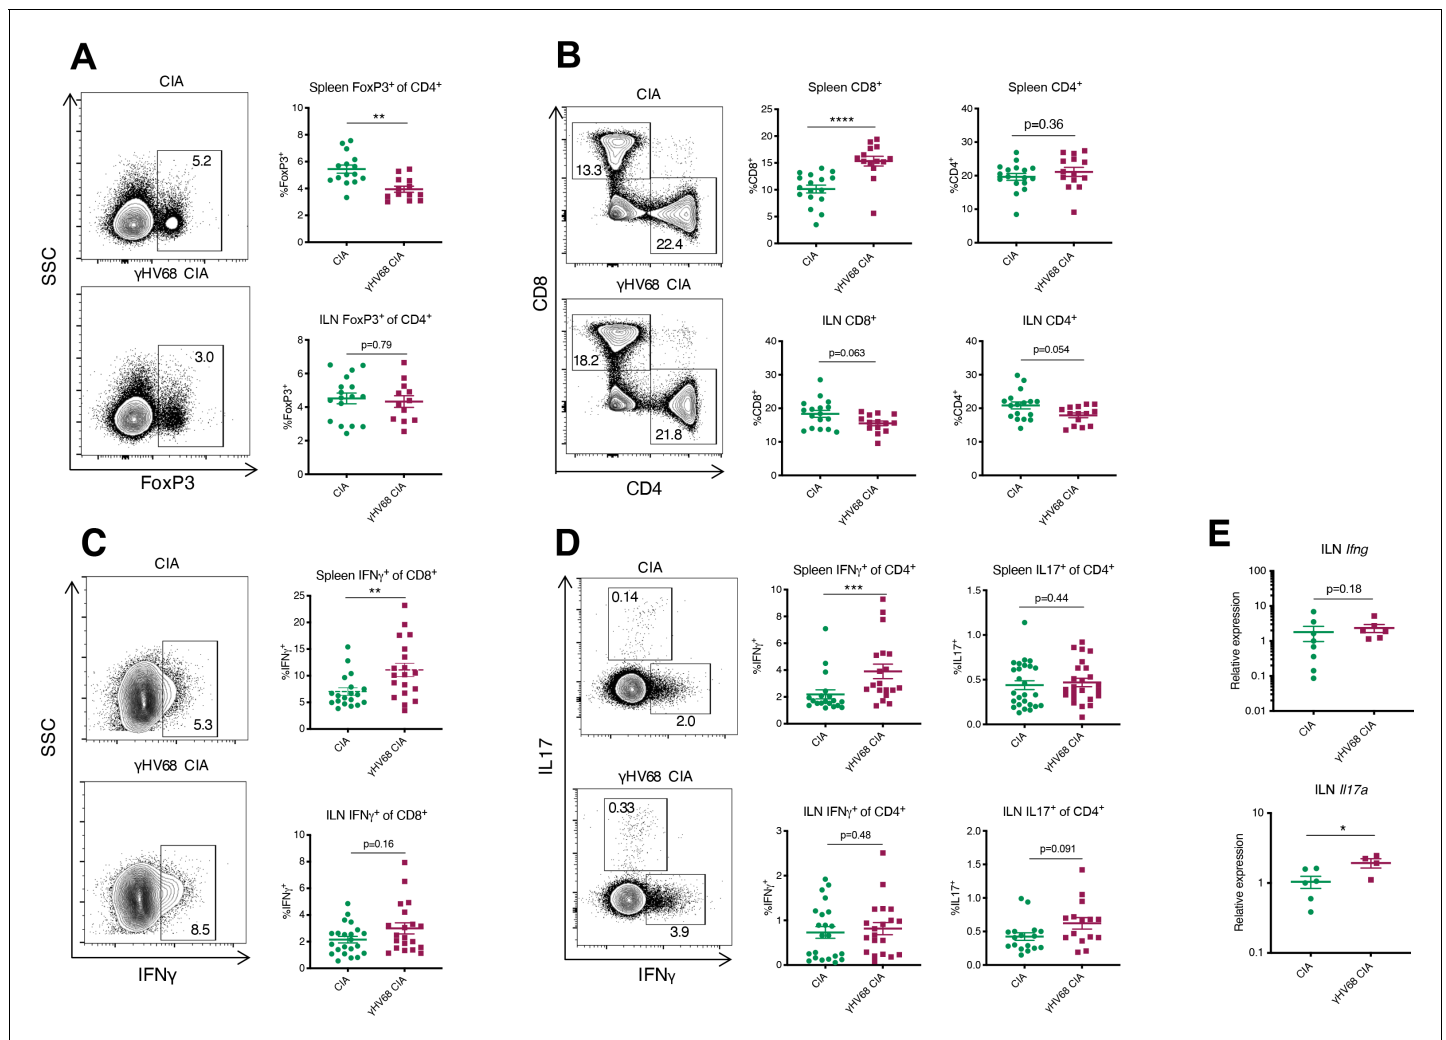 A
CIA
5.2
γHV68 CIA
3.0
SSC
FoxP3
Spleen FoxP3+ of CD4+
%FoxP3+
10
8
6
4
2
0
**
CIA
γHV68 CIA
ILN FoxP3+ of CD4+
%FoxP3+
8
6
4
2
0
p=0.79
CIA
γHV68 CIA
B
CIA
13.3
22.4
γHV68 CIA
18.2
21.8
CD8
CD4
Spleen CD8+
%CD8+
25
20
15
10
5
0
****
CIA
γHV68 CIA
Spleen CD4+
%CD4+
40
30
20
10
0
p=0.36
CIA
γHV68 CIA
ILN CD8+
%CD8+
40
30
20
10
0
p=0.063
CIA
γHV68 CIA
ILN CD4+
%CD4+
40
30
20
10
0
p=0.054
CIA
γHV68 CIA
C
CIA
5.3
γHV68 CIA
8.5
SSC
IFNγ
Spleen IFNγ+ of CD8+
%IFNγ+
25
20
15
10
5
0
**
CIA
γHV68 CIA
ILN IFNγ+ of CD8+
%IFNγ+
10
8
6
4
2
0
p=0.16
CIA
γHV68 CIA
D
CIA
0.14
2.0
γHV68 CIA
0.33
3.9
IL17
IFNγ
Spleen IFNγ+ of CD4+
%IFNγ+
10
8
6
4
2
0
***
CIA
γHV68 CIA
Spleen IL17+ of CD4+
%IL17+
1.5
1.0
0.5
0.0
p=0.44
CIA
γHV68 CIA
ILN IFNγ+ of CD4+
%IFNγ+
3
2
1
0
p=0.48
CIA
γHV68 CIA
ILN IL17+ of CD4+
%IL17+
2.0
1.5
1.0
0.5
0.0
p=0.091
CIA
γHV68 CIA
E
ILN Ifng
Relative expression
100
10
1
0.1
0.01
p=0.18
CIA
γHV68 CIA
ILN Il17a
Relative expression
10
1
0.1
*
CIA
γHV68 CIA